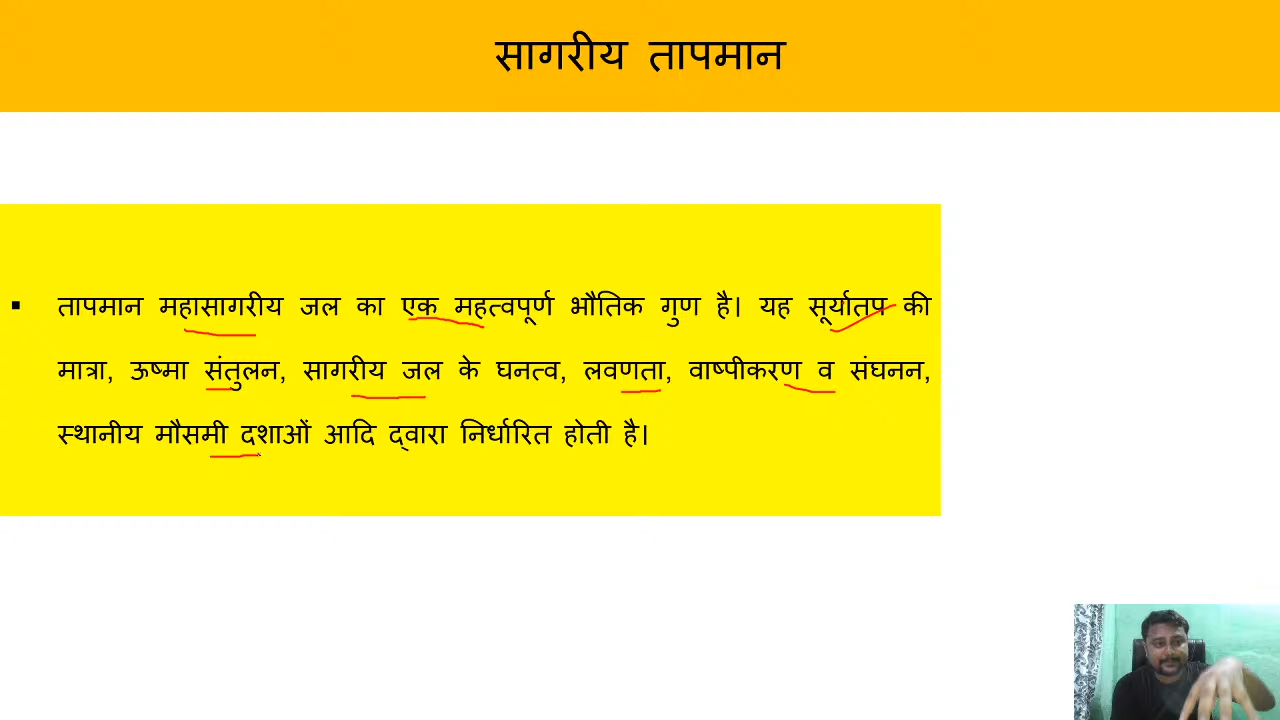 सागरीय तापमान
▪ तापमान महासागरीय जल का एक महत्वपूर्ण भौतिक गुण है। यह सूर्यातप की
मात्रा, ऊष्मा संतुलन, सागरीय जल के घनत्व, लवणता, वाष्पीकरण व संघनन,
स्थानीय मौसमी दशाओं आदि द्वारा निर्धारित होती है।